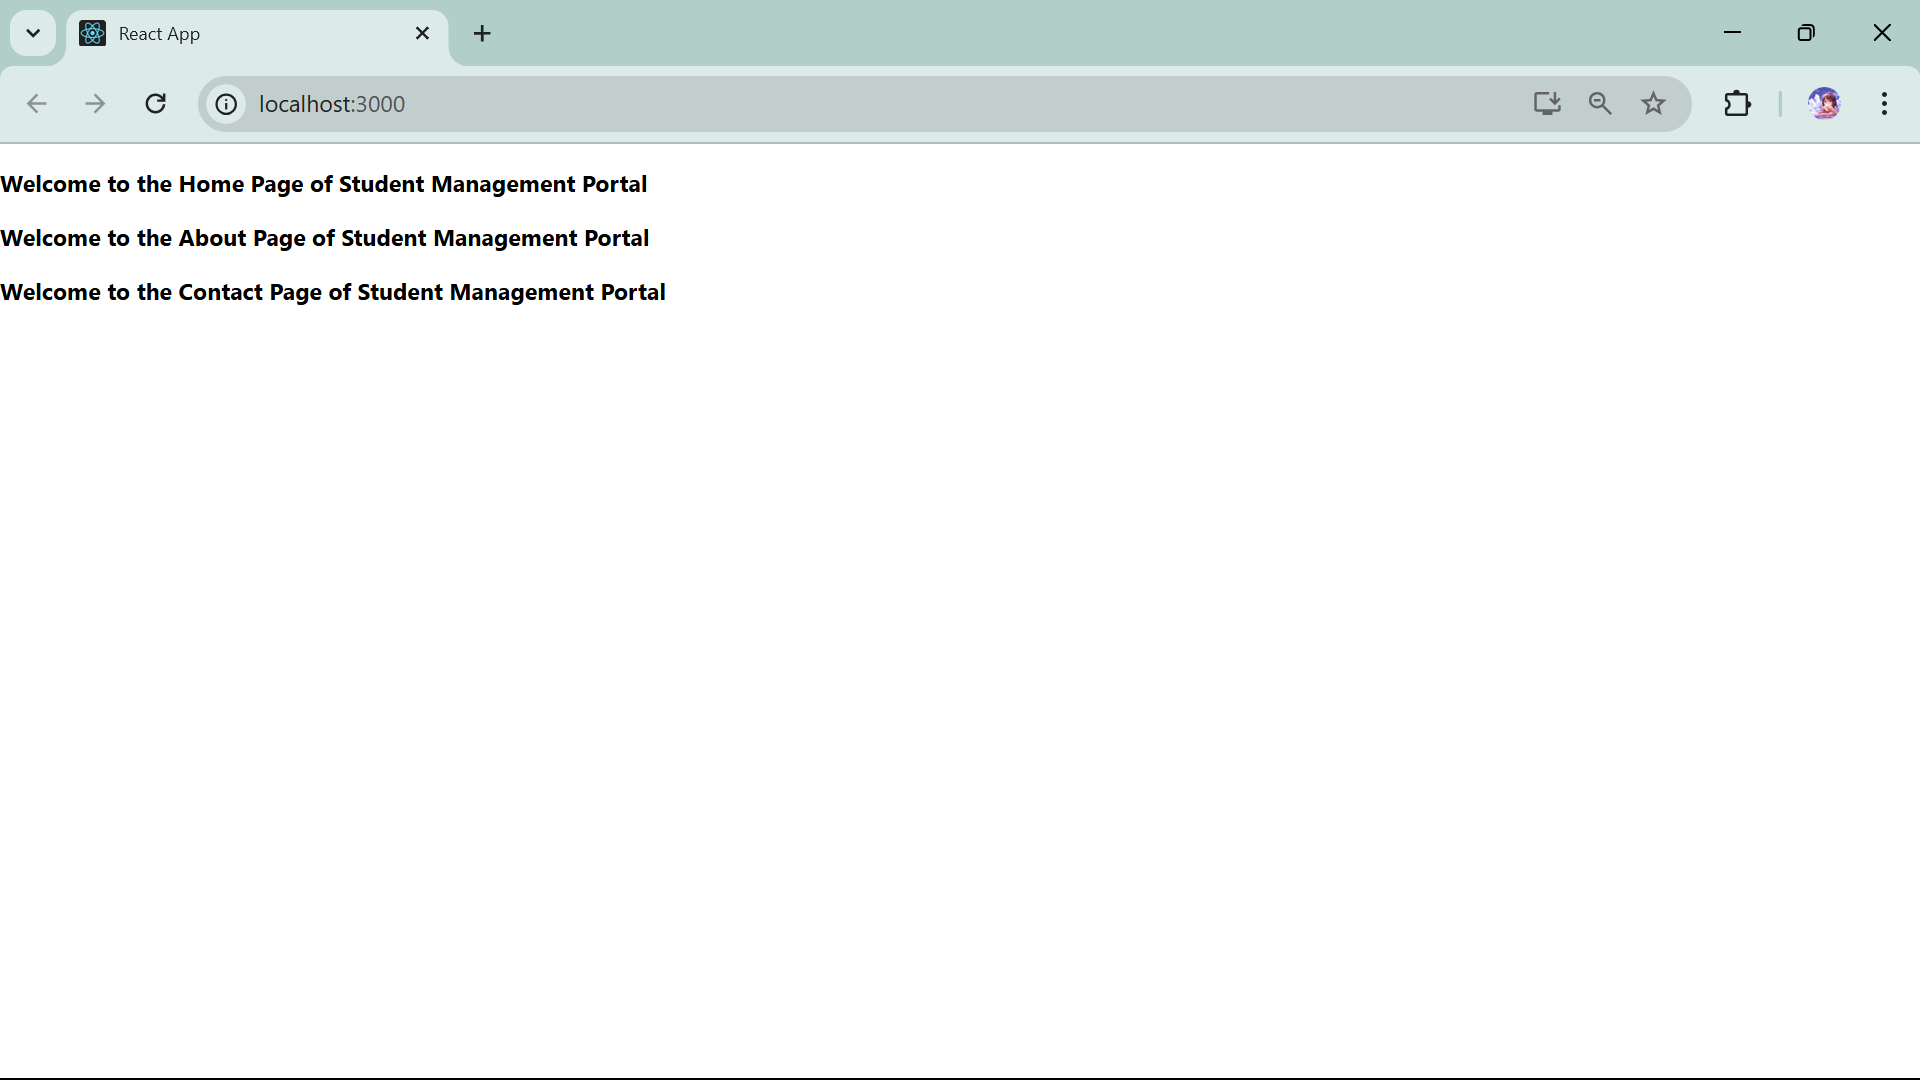 React App
localhost:3000
Welcome to the Home Page of Student Management Portal
Welcome to the About Page of Student Management Portal
Welcome to the Contact Page of Student Management Portal